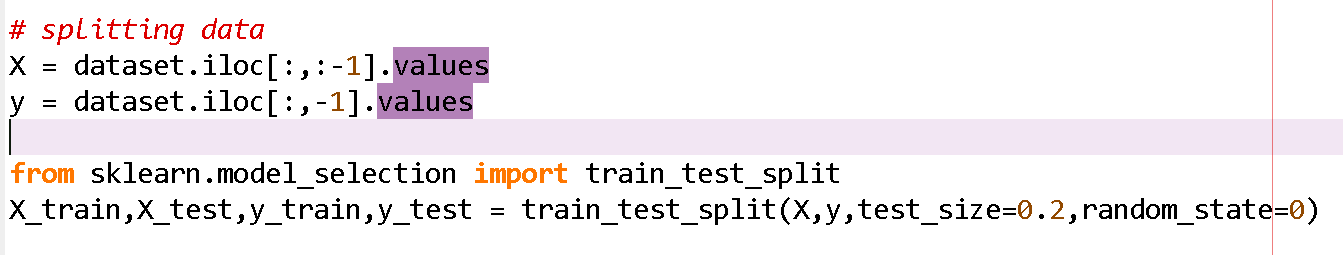 # splitting data
X = dataset.iloc[:,:-1].values
y = dataset.iloc[:,-1].values
from sklearn.model_selection import train_test_split
X_train,X_test,y_train,y_test = train_test_split(X,y,test_size=0.2,random_state=0)